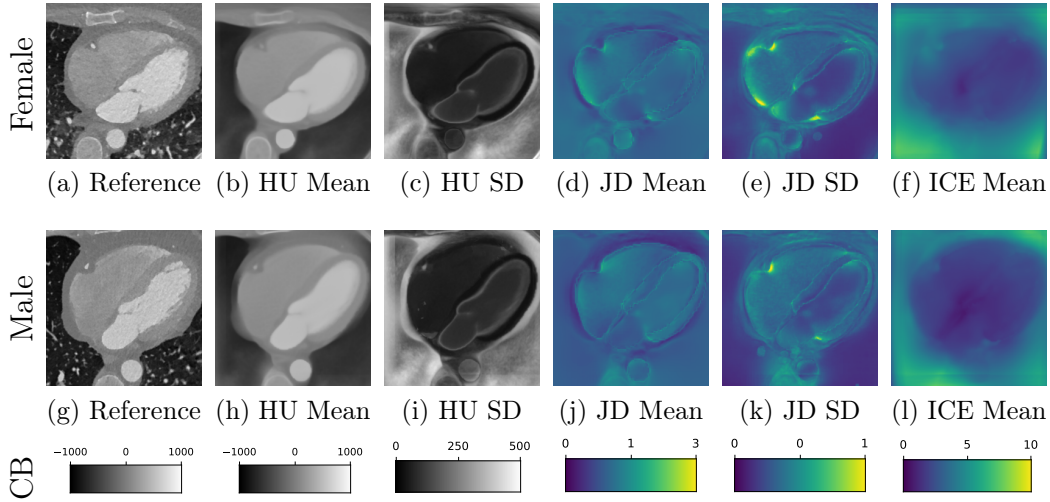 Female
(a) Reference (b) HU Mean (c) HU SD (d) JD Mean (e) JD SD (f) ICE Mean
Male
(g) Reference (h) HU Mean (i) HU SD (j) JD Mean (k) JD SD (l) ICE Mean
CB
−1000 0 1000 −1000 0 1000 0 250 500 0 1 3 0 0 1 0 5 10